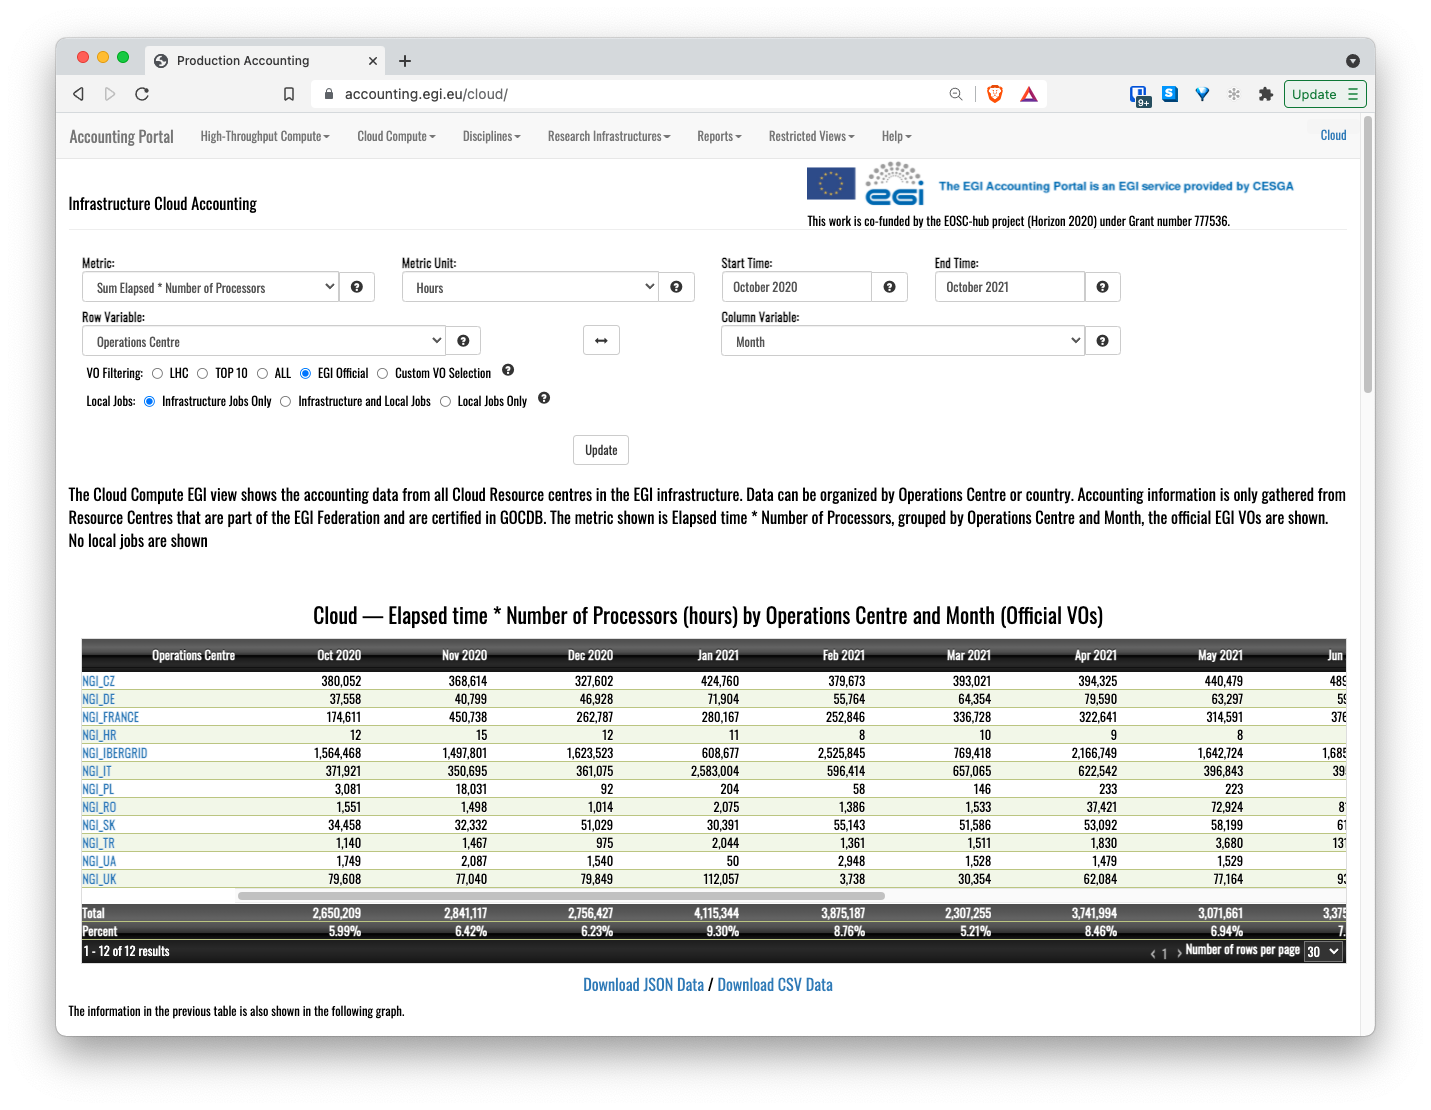 Production Accounting
accounting.egi.eu/cloud/
9+
S
Update
Accounting Portal High-Throughput Compute Cloud Compute Disciplines Research Infrastructures Reports Restricted Views Help Cloud
egi The EGI Accounting Portal is an EGI service provided by CESGA
Infrastructure Cloud Accounting
This work is co-funded by the EOSC-hub project (Horizon 2020) under Grant number 777536.
Metric: Metric Unit: Start Time: End Time:
Sum Elapsed * Number of Processors Hours October 2020 October 2021
Row Variable: Column Variable:
Operations Centre Month
VO Filtering: LHC TOP 10 ALL EGI Official Custom VO Selection
Local Jobs: Infrastructure Jobs Only Infrastructure and Local Jobs Local Jobs Only
Update
The Cloud Compute EGI view shows the accounting data from all Cloud Resource centres in the EGI infrastructure. Data can be organized by Operations Centre or country. Accounting information is only gathered from
Resource Centres that are part of the EGI Federation and are certified in GOCDB. The metric shown is Elapsed time * Number of Processors, grouped by Operations Centre and Month, the official EGI VOs are shown.
No local jobs are shown
Cloud — Elapsed time * Number of Processors (hours) by Operations Centre and Month (Official VOs)
Operations Centre Oct 2020 Nov 2020 Dec 2020 Jan 2021 Feb 2021 Mar 2021 Apr 2021 May 2021 Jun
NGI_CZ 380,052 368,614 327,602 424,760 379,673 393,021 394,325 440,479 489
NGI_DE 37,558 40,799 46,928 71,904 55,764 64,354 79,590 63,297 59
NGI_FRANCE 174,611 450,738 262,787 280,167 252,846 336,728 322,641 314,591 376
NGI_HR 12 15 12 11 8 10 9 8
NGI_IBERGRID 1,564,468 1,497,801 1,623,523 608,677 2,525,845 769,418 2,166,749 1,642,724 1,685
NGI_IT 371,921 350,695 361,075 2,583,004 596,414 657,065 622,542 396,843 39
NGI_PL 3,081 18,031 92 204 58 146 233 223
NGI_RO 1,551 1,498 1,014 2,075 1,386 1,533 37,421 72,924 8
NGI_SK 34,458 32,332 51,029 30,391 55,143 51,586 53,092 58,199 61
NGI_TR 1,140 1,467 975 2,044 1,361 1,511 1,830 3,680 131
NGI_UA 1,749 2,087 1,540 50 2,948 1,528 1,479 1,529
NGI_UK 79,608 77,040 79,849 112,057 3,738 30,354 62,084 77,164 93
Total 2,650,209 2,841,117 2,756,427 4,115,344 3,875,187 2,307,255 3,741,994 3,071,661 3,375
Percent 5.99% 6.42% 6.23% 9.30% 8.76% 5.21% 8.46% 6.94% 7.
1 - 12 of 12 results ‹ 1 › Number of rows per page 30
Download JSON Data / Download CSV Data
The information in the previous table is also shown in the following graph.